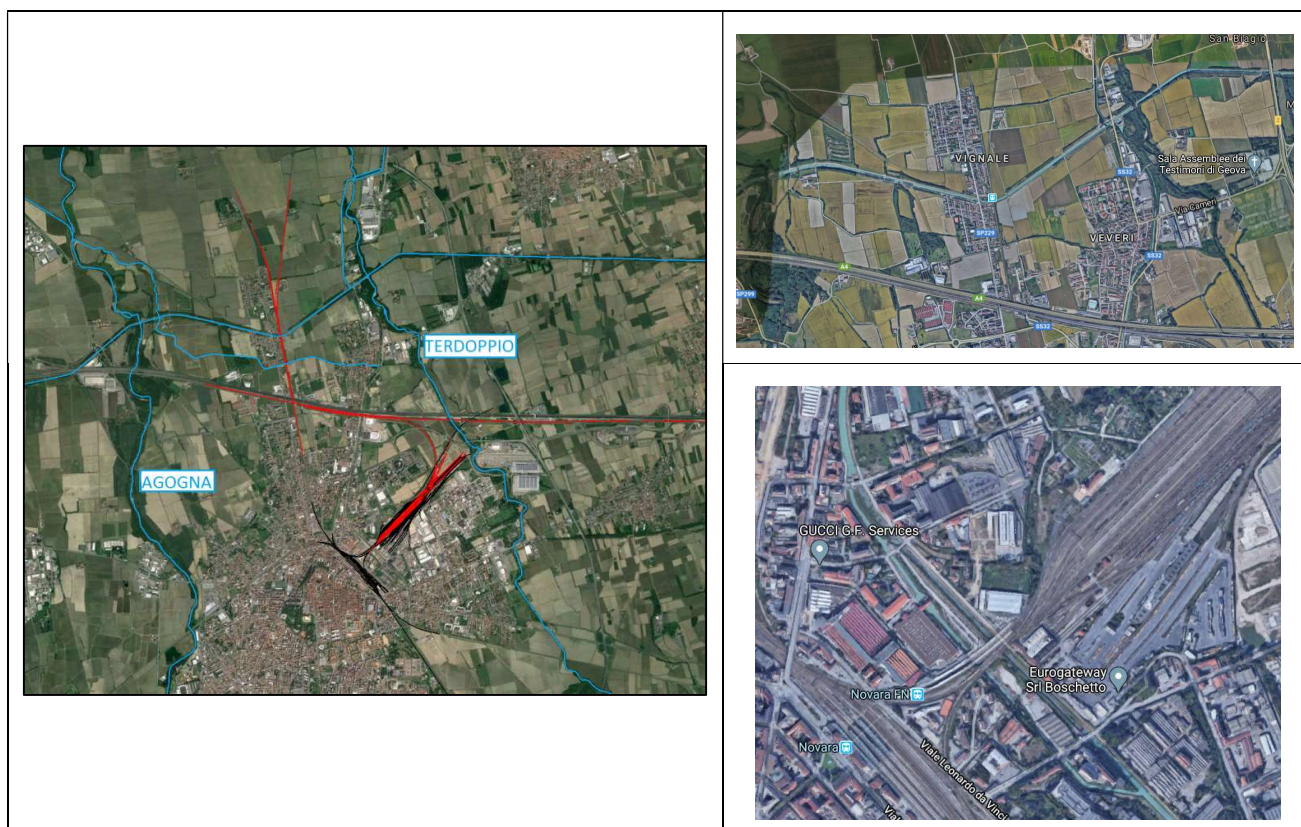 TERDOPPIO
AGOGNA
San Biagio
VIGNALE
Sala Assemblee dei
Testimoni di Geova
SS32
Via Cameri
VEVERI
SP229
SS32
A4
SP299
A4
SS32
GUCCI G.F. Services
Eurogateway
Srl Boschetto
Novara FN
Novara
Viale Leonardo da Vinci